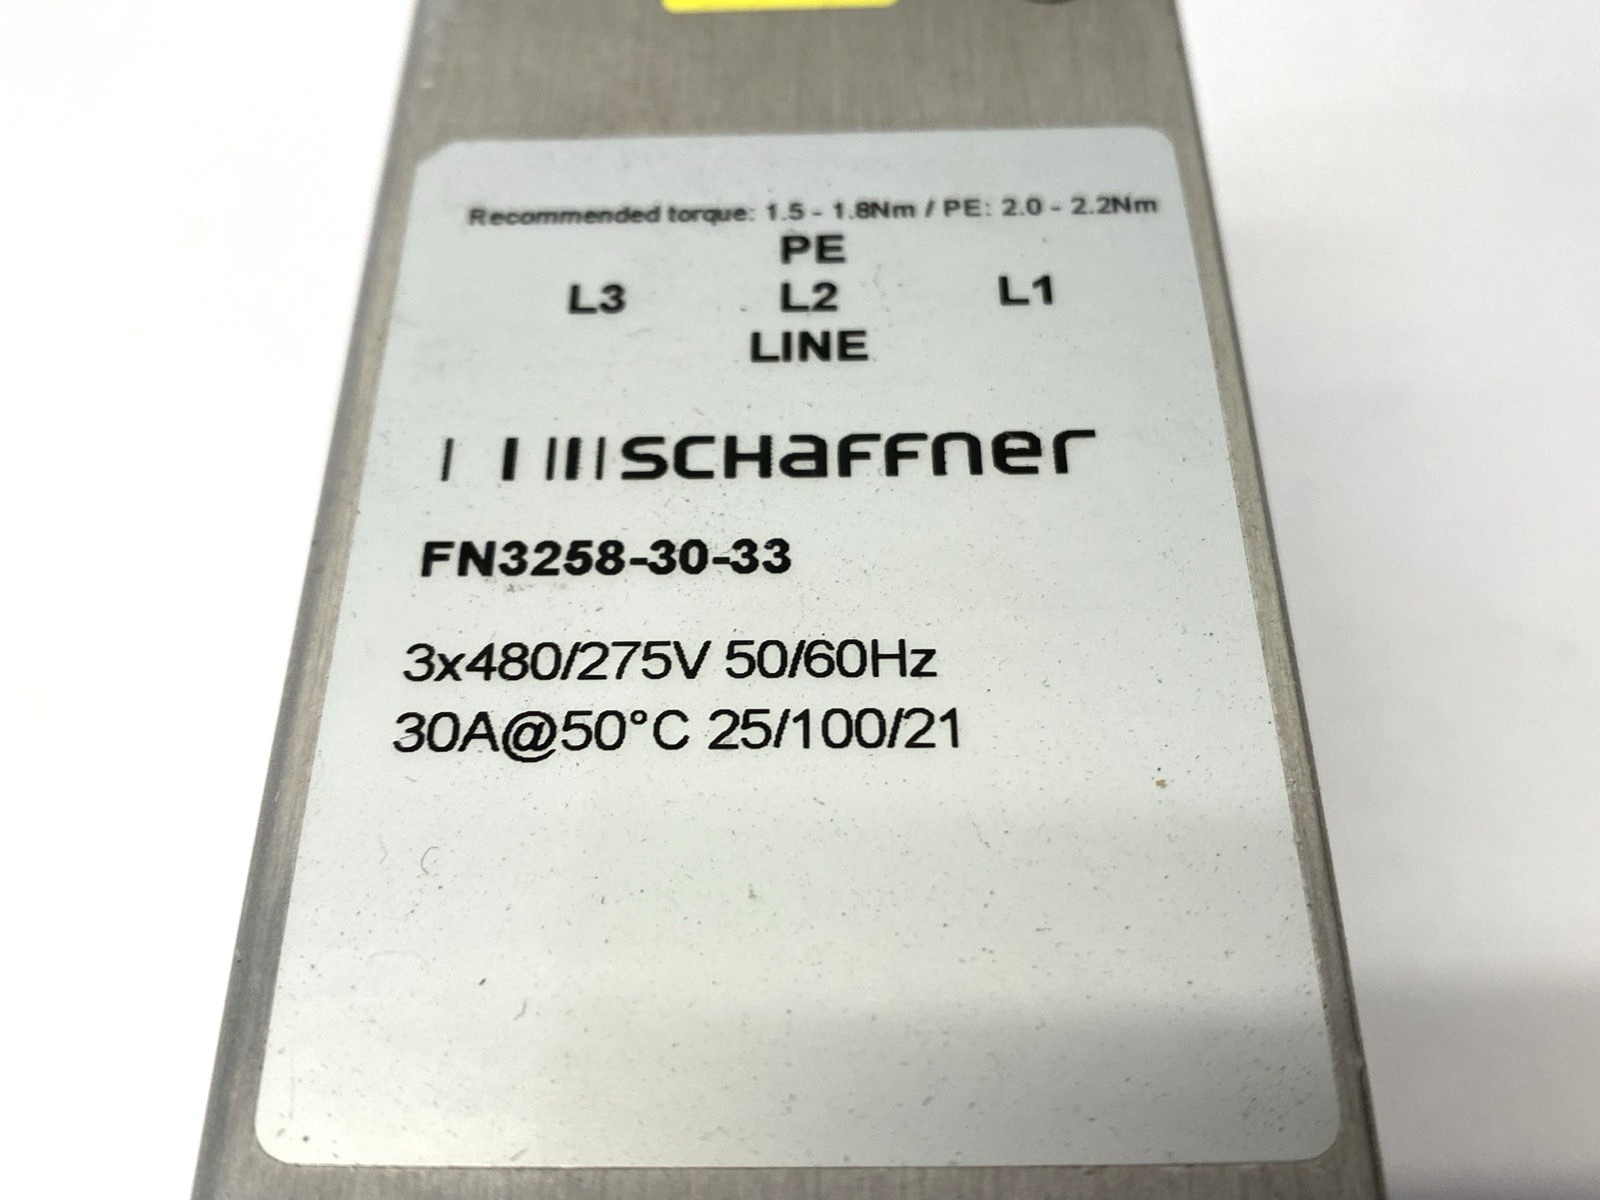 Recommended torque: 1.5 - 1.8Nm / PE: 2.0 - 2.2Nm
PE
L3 L2 L1
LINE
SCHaFFner
FN3258-30-33
3x480/275V 50/60Hz
30A@50°C 25/100/21